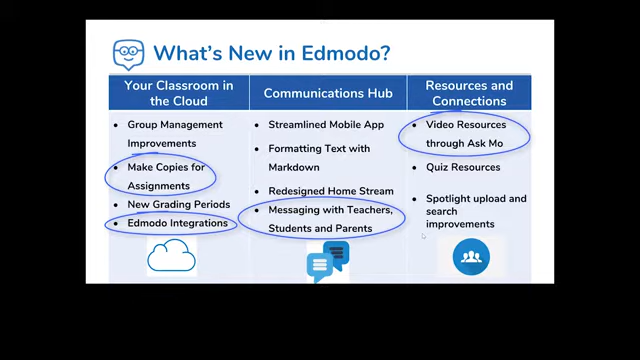 What's New in Edmodo?
Your Classroom in
the Cloud
Group Management
Improvements
Make Copies for
Assignments
New Grading Periods
Edmodo Integrations
Communications Hub
Streamlined Mobile App
Formatting Text with
Markdown
Redesigned Home Stream
Messaging with Teachers,
Students and Parents
Resources and
Connections
Video Resources
through Ask Mo
Quiz Resources
Spotlight upload and
search
improvements